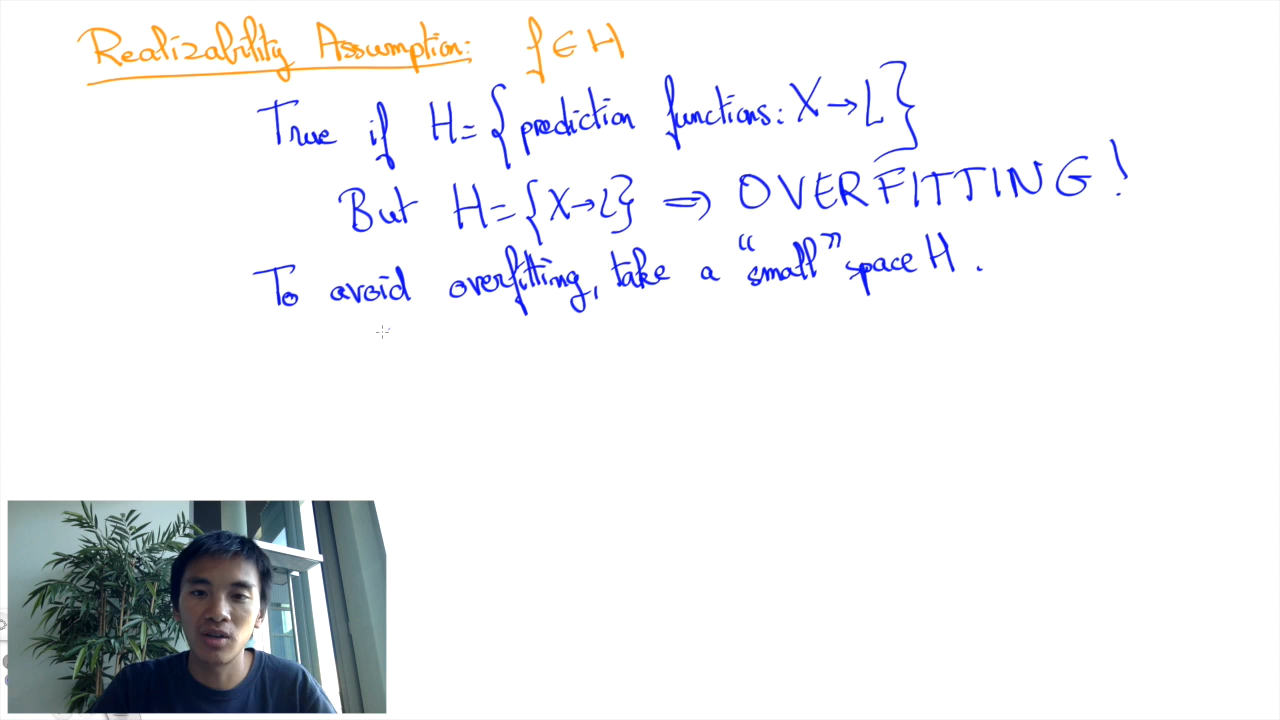 Realizability Assumption: f ∈ H
True if H = {prediction functions: X → L}
But H = {X → L} ⇒ OVERFITTING!
To avoid overfitting, take a “small” space H.